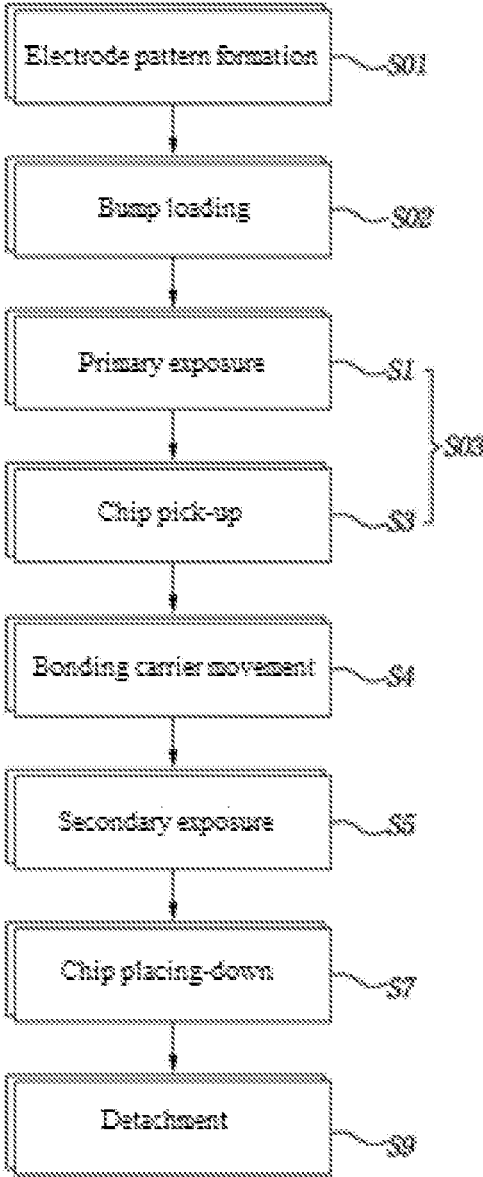 Electrode pattern formation
S01
Bump loading
S02
Primary exposure
S1
S03
Chip pick-up
S3
Bonding carrier movement
S4
Secondary exposure
S5
Chip placing-down
S7
Detachment
S9